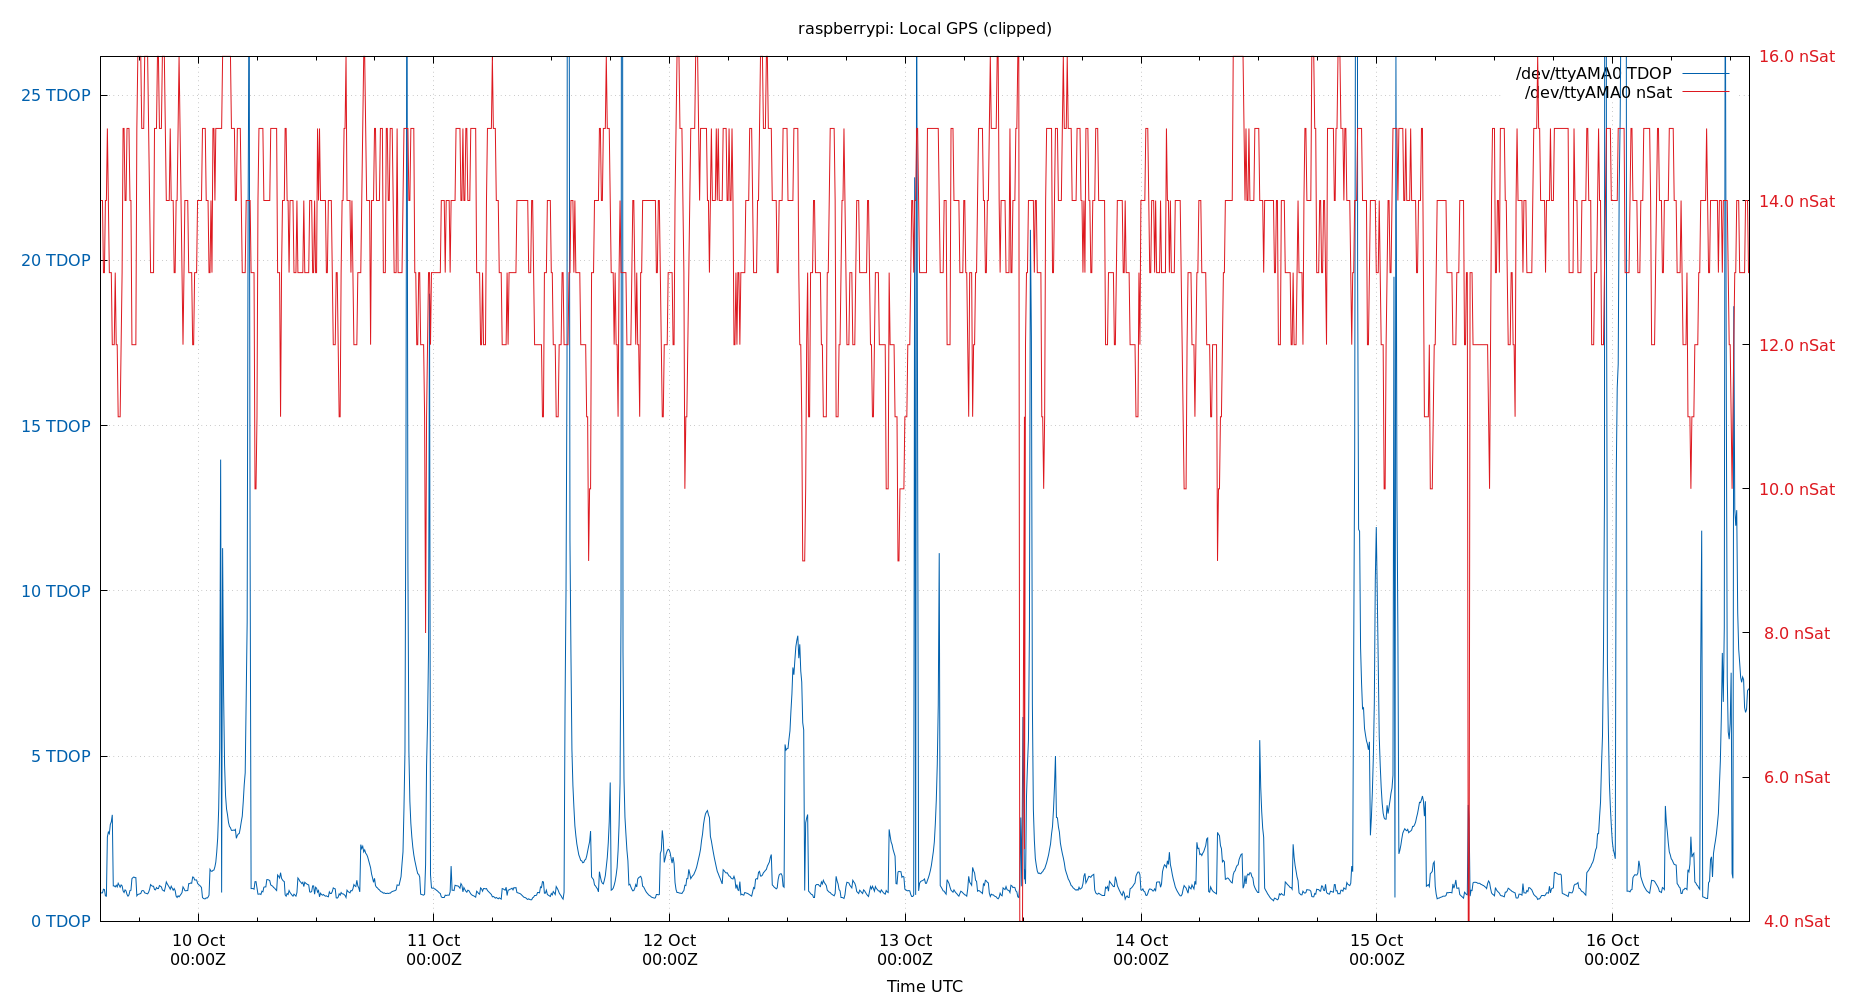 raspberrypi: Local GPS (clipped)
/dev/ttyAMA0 TDOP
/dev/ttyAMA0 nSat
25 TDOP
20 TDOP
15 TDOP
10 TDOP
5 TDOP
0 TDOP
16.0 nSat
14.0 nSat
12.0 nSat
10.0 nSat
8.0 nSat
6.0 nSat
4.0 nSat
10 Oct
00:00Z
11 Oct
00:00Z
12 Oct
00:00Z
13 Oct
00:00Z
14 Oct
00:00Z
15 Oct
00:00Z
16 Oct
00:00Z
Time UTC